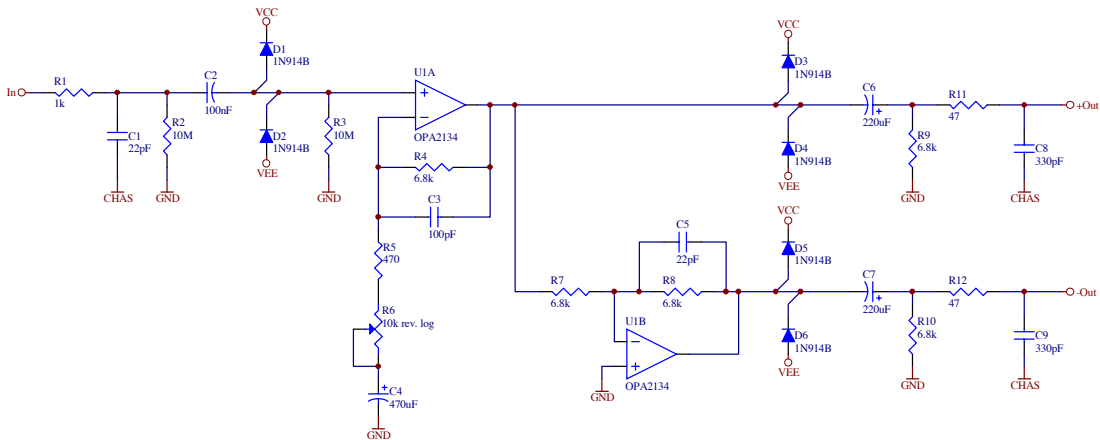 In
R1
1k
C1
22pF
CHAS
R2
10M
GND
C2
100nF
VCC
D1
1N914B
D2
1N914B
VEE
R3
10M
GND
U1A
OPA2134
R4
6.8k
C3
100pF
R5
470
R6
10k rev. log
C4
470uF
GND
R7
6.8k
C5
22pF
R8
6.8k
U1B
OPA2134
GND
VCC
D3
1N914B
D4
1N914B
VEE
C6
220uF
R9
6.8k
GND
R11
47
C8
330pF
CHAS
+Out
VCC
D5
1N914B
D6
1N914B
VEE
C7
220uF
R10
6.8k
GND
R12
47
C9
330pF
CHAS
-Out